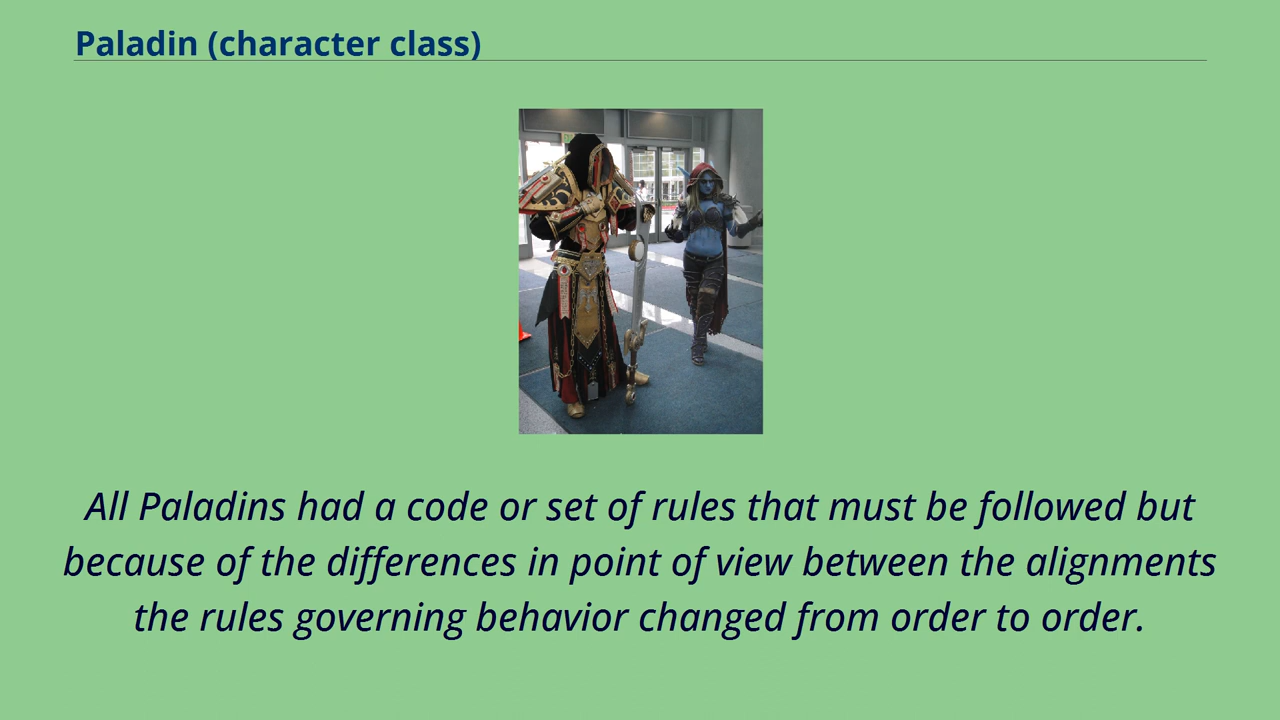 Paladin (character class)
All Paladins had a code or set of rules that must be followed but
because of the differences in point of view between the alignments
the rules governing behavior changed from order to order.